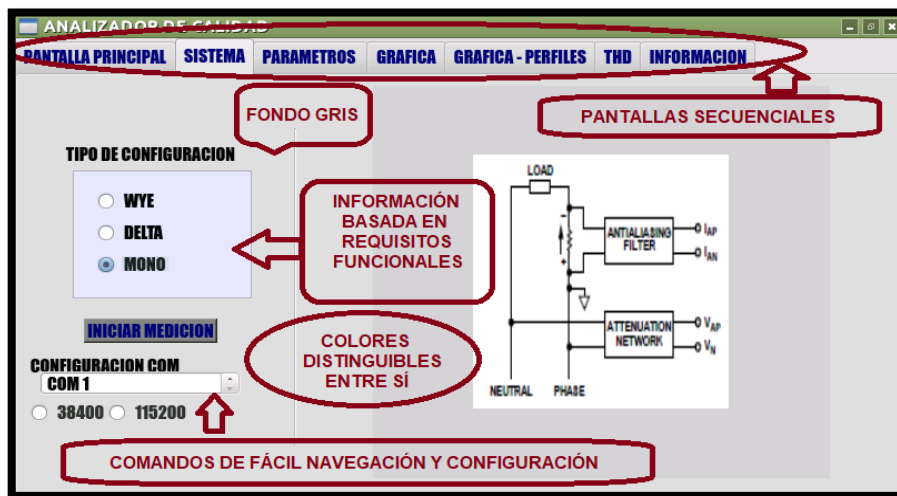 ANALIZADOR DE CALIDAD
PANTALLA PRINCIPAL SISTEMA PARAMETROS GRAFICA GRAFICA - PERFILES THD INFORMACION
FONDO GRIS
PANTALLAS SECUENCIALES
TIPO DE CONFIGURACION
WYE
DELTA
MONO
INFORMACIÓN
BASADA EN
REQUISITOS
FUNCIONALES
LOAD
-
+
ANTIALIASING
FILTER
IAP
IAN
ATTENUATION
NETWORK
VAP
VN
NEUTRAL PHASE
INICIAR MEDICION
COLORES
DISTINGUIBLES
ENTRE SÍ
CONFIGURACION COM
COM 1
38400 115200
COMANDOS DE FÁCIL NAVEGACIÓN Y CONFIGURACIÓN